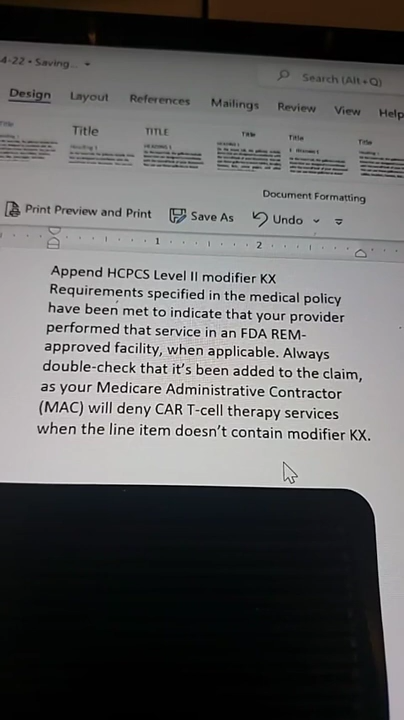 4-22 • Saving...
Search (Alt+Q)
Design Layout References Mailings Review View Help
Title Title TITLE Title Title Title
Heading 1
Document Formatting
Print Preview and Print Save As Undo
1 2
Append HCPCS Level II modifier KX
Requirements specified in the medical policy
have been met to indicate that your provider
performed that service in an FDA REM-
approved facility, when applicable. Always
double-check that it's been added to the claim,
as your Medicare Administrative Contractor
(MAC) will deny CAR T-cell therapy services
when the line item doesn't contain modifier KX.